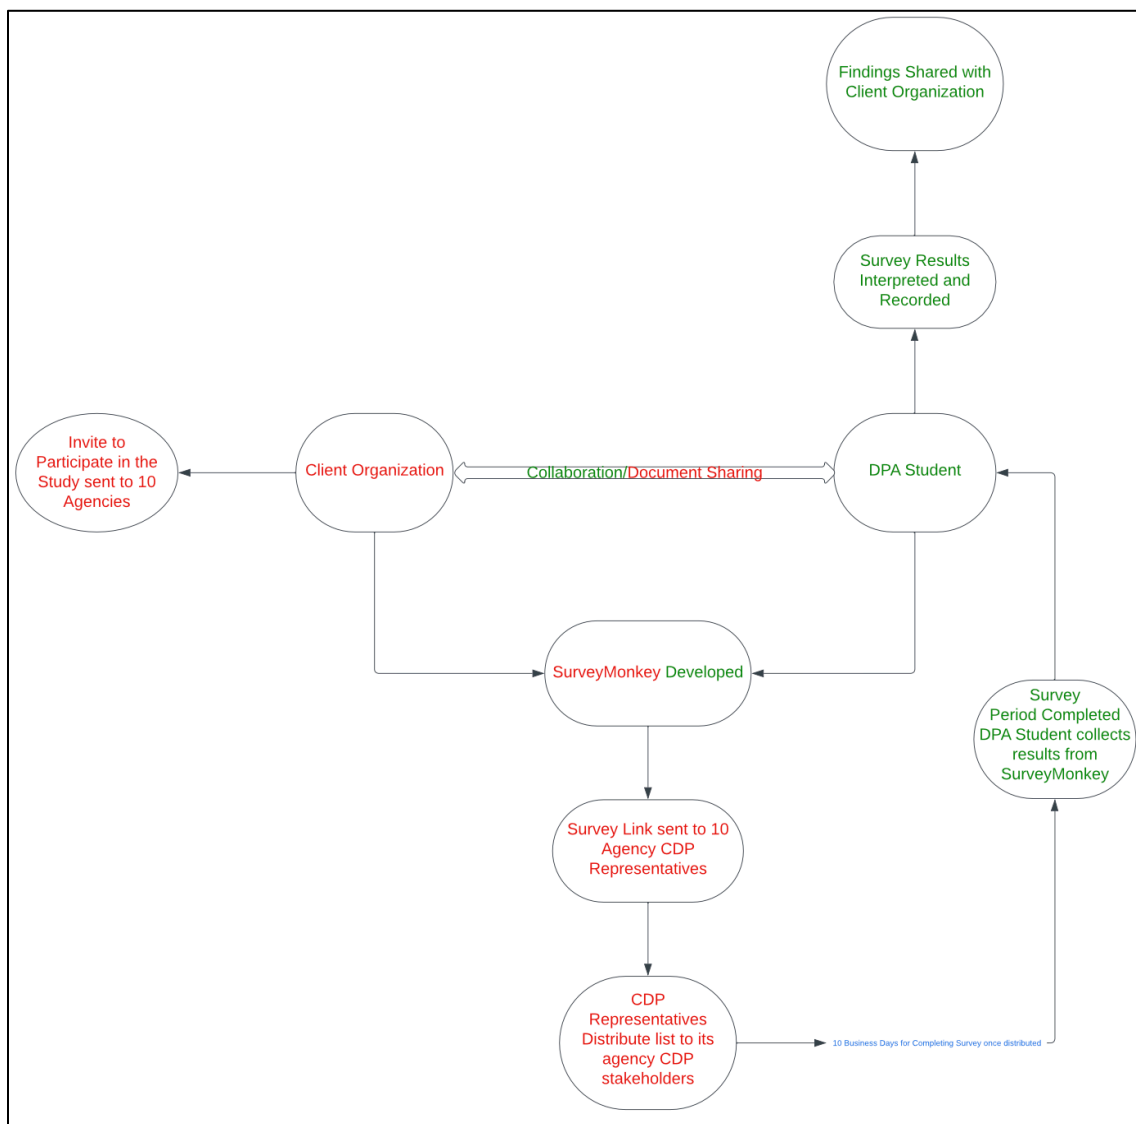 Findings Shared with
Client Organization
Survey Results
Interpreted and
Recorded
Invite to
Participate in the
Study sent to 10
Agencies
Client Organization
Collaboration/Document Sharing
DPA Student
SurveyMonkey Developed
Survey
Period Completed
DPA Student collects
results from
SurveyMonkey
Survey Link sent to 10
Agency CDP
Representatives
CDP
Representatives
Distribute list to its
agency CDP
stakeholders
10 Business Days for Completing Survey once distributed